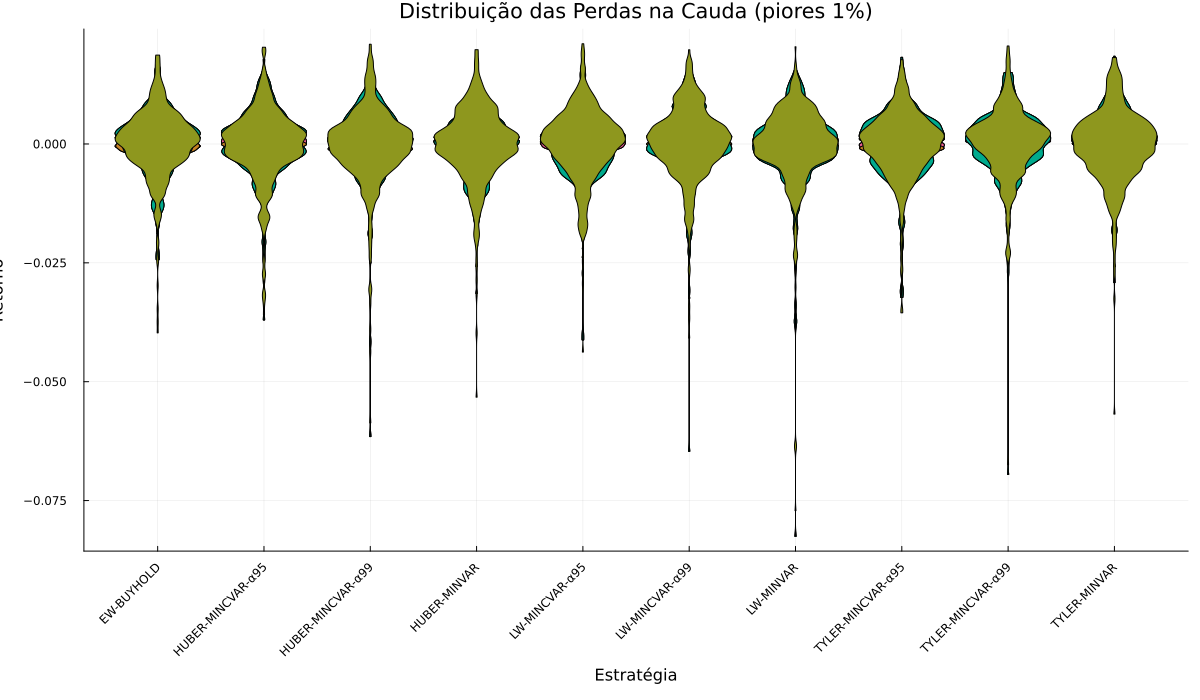 Distribuição das Perdas na Cauda (piores 1%)
0.000
−0.025
−0.050
−0.075
EW-BUYHOLD
HUBER-MINCVAR-α95
HUBER-MINCVAR-α99
HUBER-MINVAR
LW-MINCVAR-α95
LW-MINCVAR-α99
LW-MINVAR
TYLER-MINCVAR-α95
TYLER-MINCVAR-α99
TYLER-MINVAR
Estratégia